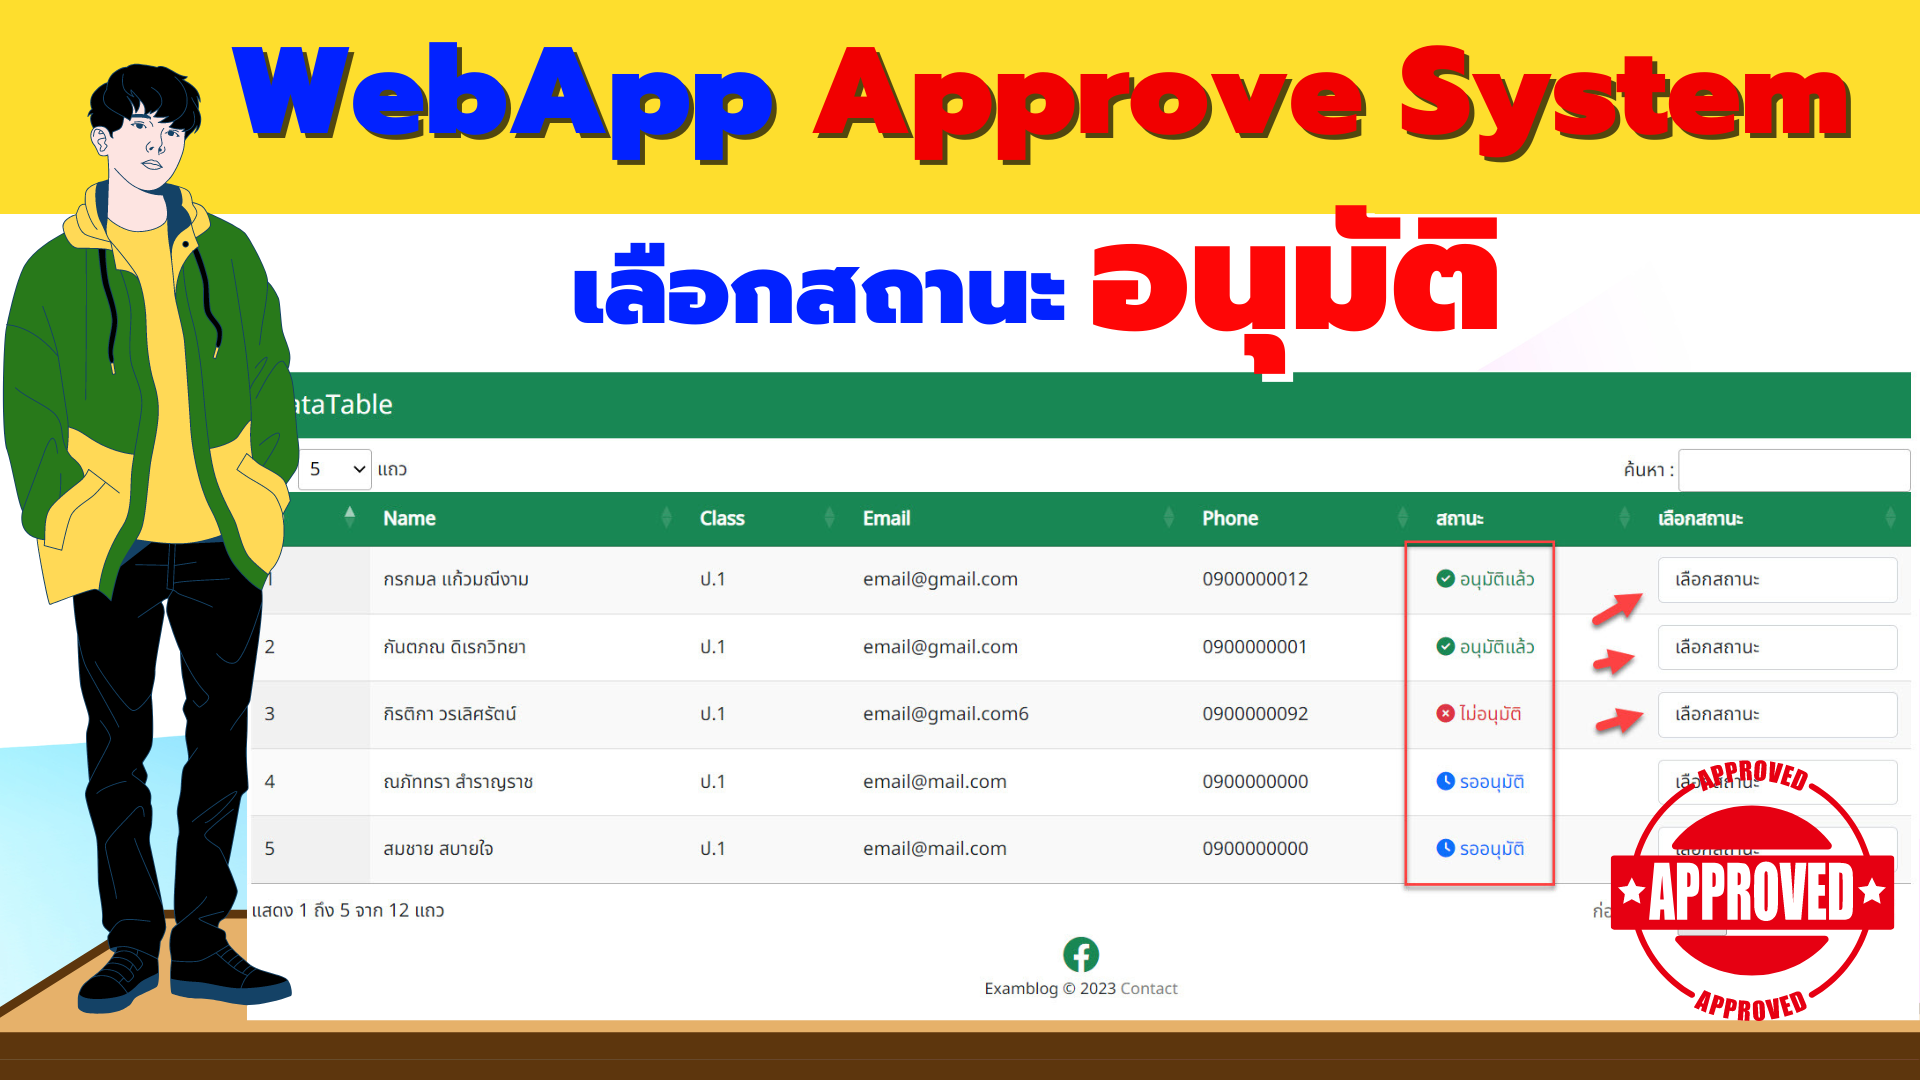 WebApp Approve System
เลือกสถานะ อนุมัติ
ataTable
5 แถว ค้นหา :
Name Class Email Phone สถานะ เลือกสถานะ
1 กรกมล แก้วมณีงาม ป.1 email@gmail.com 0900000012 อนุมัติแล้ว เลือกสถานะ
2 กันตภณ ดิเรกวิทยา ป.1 email@gmail.com 0900000001 อนุมัติแล้ว เลือกสถานะ
3 กิรติกา วรเลิศรัตน์ ป.1 email@gmail.com6 0900000092 ไม่อนุมัติ เลือกสถานะ
4 ณภัททรา สำราญราช ป.1 email@mail.com 0900000000 รออนุมัติ เลือกสถานะ
5 สมชาย สบายใจ ป.1 email@mail.com 0900000000 รออนุมัติ เลือกสถานะ
แสดง 1 ถึง 5 จาก 12 แถว
APPROVED
APPROVED
APPROVED
Examblog © 2023 Contact